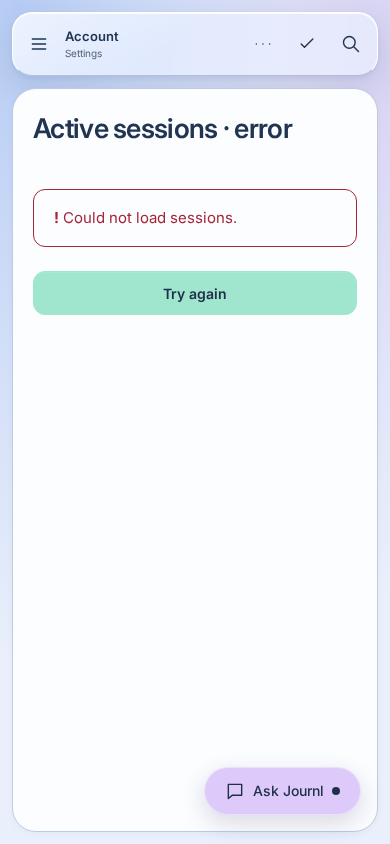 Account
Settings
Active sessions · error
! Could not load sessions.
Try again
Ask Journl